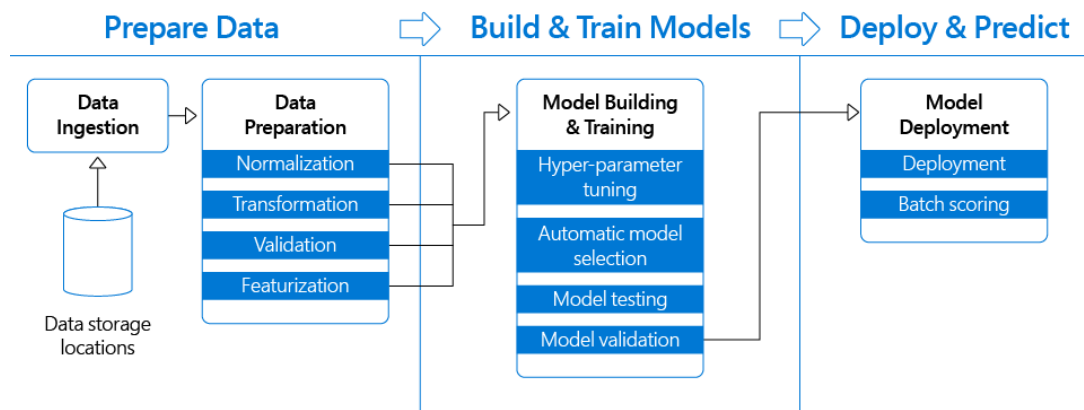 Prepare Data
Build & Train Models
Deploy & Predict
Data
Ingestion
Data storage
locations
Data
Preparation
Normalization
Transformation
Validation
Featurization
Model Building
& Training
Hyper-parameter
tuning
Automatic model
selection
Model testing
Model validation
Model
Deployment
Deployment
Batch scoring